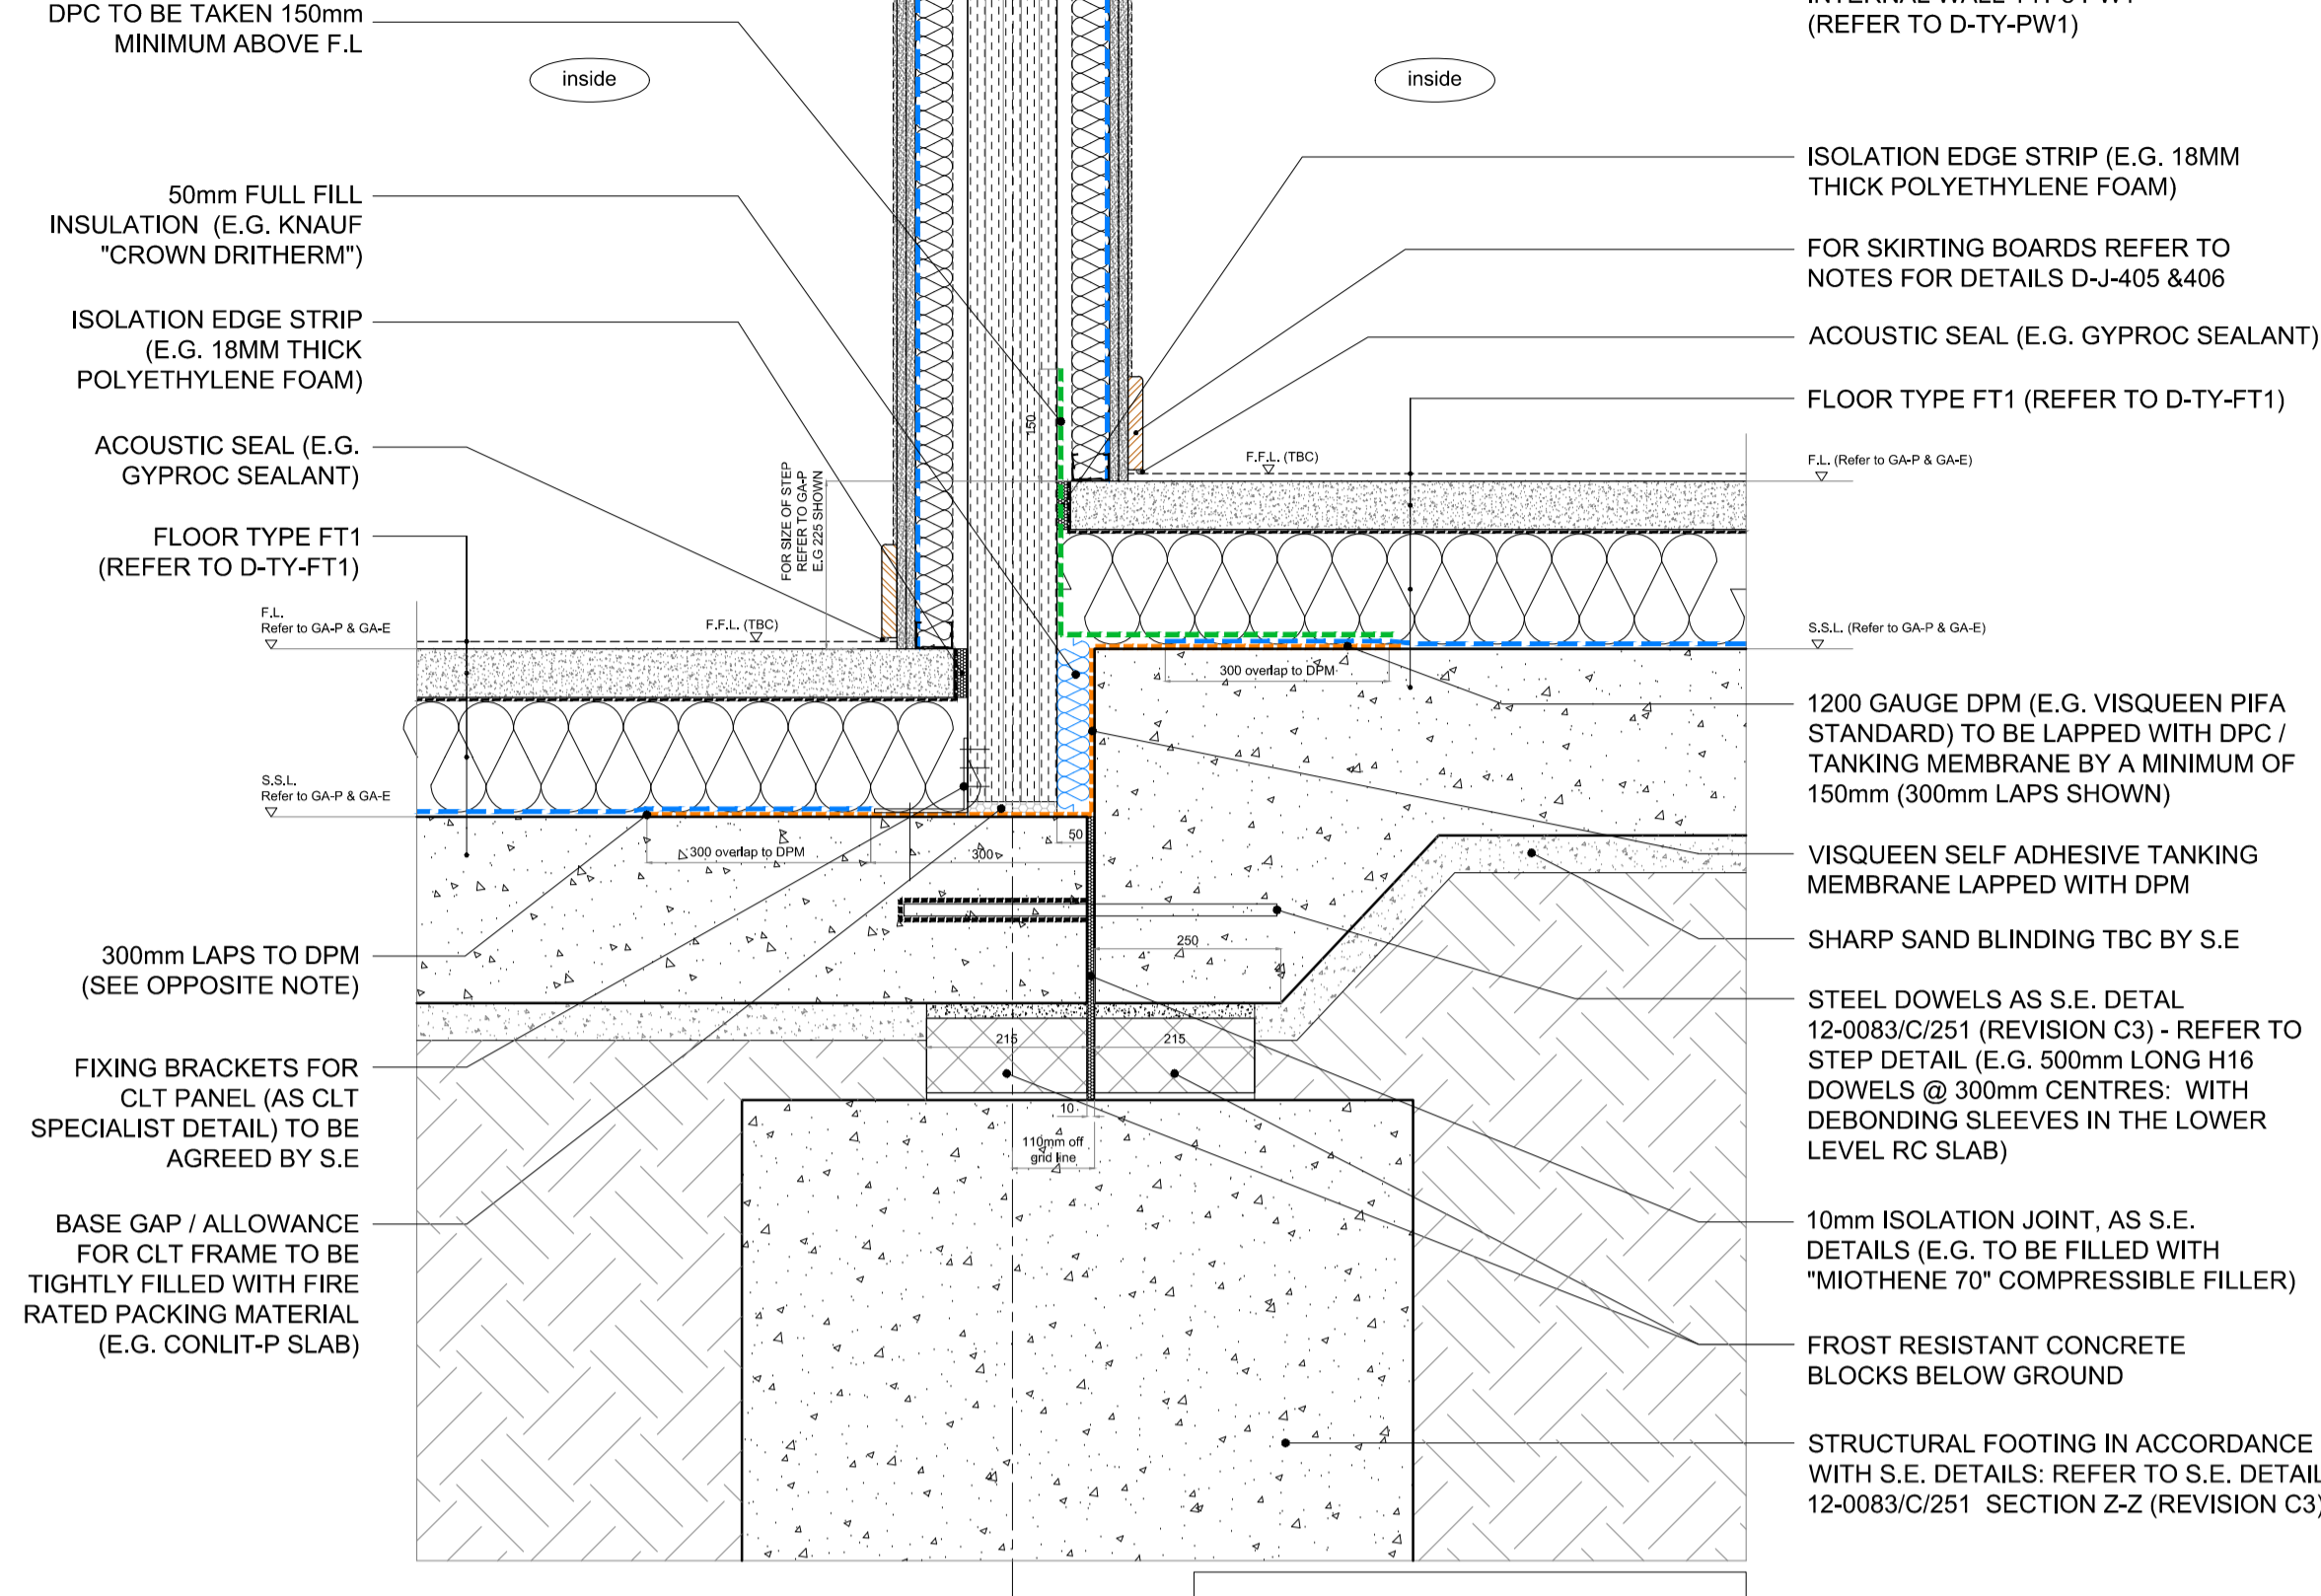 DPC TO BE TAKEN 150mm
MINIMUM ABOVE F.L
50mm FULL FILL
INSULATION (E.G. KNAUF
"CROWN DRITHERM")
ISOLATION EDGE STRIP
(E.G. 18MM THICK
POLYETHYLENE FOAM)
ACOUSTIC SEAL (E.G.
GYPROC SEALANT)
FLOOR TYPE FT1
(REFER TO D-TY-FT1)
F.L.
Refer to GA-P & GA-E
S.S.L.
Refer to GA-P & GA-E
300mm LAPS TO DPM
(SEE OPPOSITE NOTE)
FIXING BRACKETS FOR
CLT PANEL (AS CLT
SPECIALIST DETAIL) TO BE
AGREED BY S.E
BASE GAP / ALLOWANCE
FOR CLT FRAME TO BE
TIGHTLY FILLED WITH FIRE
RATED PACKING MATERIAL
(E.G. CONLIT-P SLAB)
inside
inside
150
FOR SIZE OF STEP
REFER TO GA-P
E.G 225 SHOWN
F.F.L. (TBC)
F.F.L. (TBC)
300 overlap to DPM
300 overlap to DPM
300
50
250
215
215
10
110mm off
grid line
(REFER TO D-TY-PW1)
ISOLATION EDGE STRIP (E.G. 18MM
THICK POLYETHYLENE FOAM)
FOR SKIRTING BOARDS REFER TO
NOTES FOR DETAILS D-J-405 &406
ACOUSTIC SEAL (E.G. GYPROC SEALANT)
FLOOR TYPE FT1 (REFER TO D-TY-FT1)
F.L. (Refer to GA-P & GA-E)
S.S.L. (Refer to GA-P & GA-E)
1200 GAUGE DPM (E.G. VISQUEEN PIFA
STANDARD) TO BE LAPPED WITH DPC /
TANKING MEMBRANE BY A MINIMUM OF
150mm (300mm LAPS SHOWN)
VISQUEEN SELF ADHESIVE TANKING
MEMBRANE LAPPED WITH DPM
SHARP SAND BLINDING TBC BY S.E
STEEL DOWELS AS S.E. DETAL
12-0083/C/251 (REVISION C3) - REFER TO
STEP DETAIL (E.G. 500mm LONG H16
DOWELS @ 300mm CENTRES: WITH
DEBONDING SLEEVES IN THE LOWER
LEVEL RC SLAB)
10mm ISOLATION JOINT, AS S.E.
DETAILS (E.G. TO BE FILLED WITH
"MIOTHENE 70" COMPRESSIBLE FILLER)
FROST RESISTANT CONCRETE
BLOCKS BELOW GROUND
STRUCTURAL FOOTING IN ACCORDANCE
WITH S.E. DETAILS: REFER TO S.E. DETAIL
12-0083/C/251 SECTION Z-Z (REVISION C3)